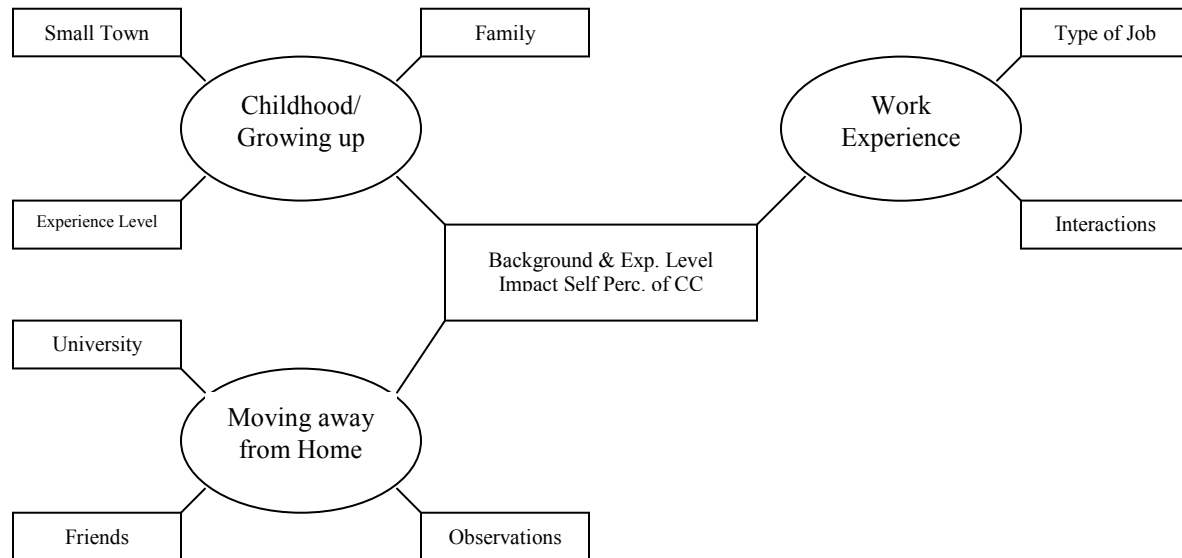 Small Town
Family
Type of Job
Childhood/
Growing up
Work
Experience
Experience Level
Interactions
Background & Exp. Level
Impact Self Perc. of CC
University
Moving away
from Home
Friends
Observations